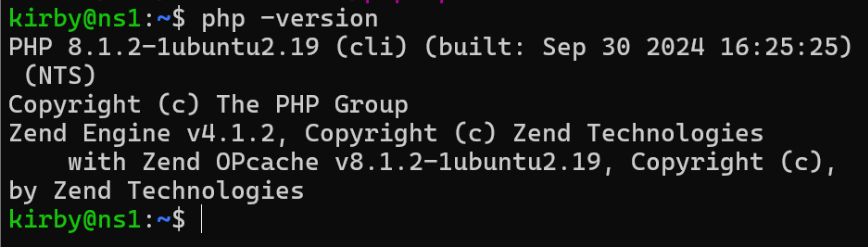 kirby@ns1:~$ php -version
PHP 8.1.2-1ubuntu2.19 (cli) (built: Sep 30 2024 16:25:25)
 (NTS)
Copyright (c) The PHP Group
Zend Engine v4.1.2, Copyright (c) Zend Technologies
    with Zend OPcache v8.1.2-1ubuntu2.19, Copyright (c),
by Zend Technologies
kirby@ns1:~$